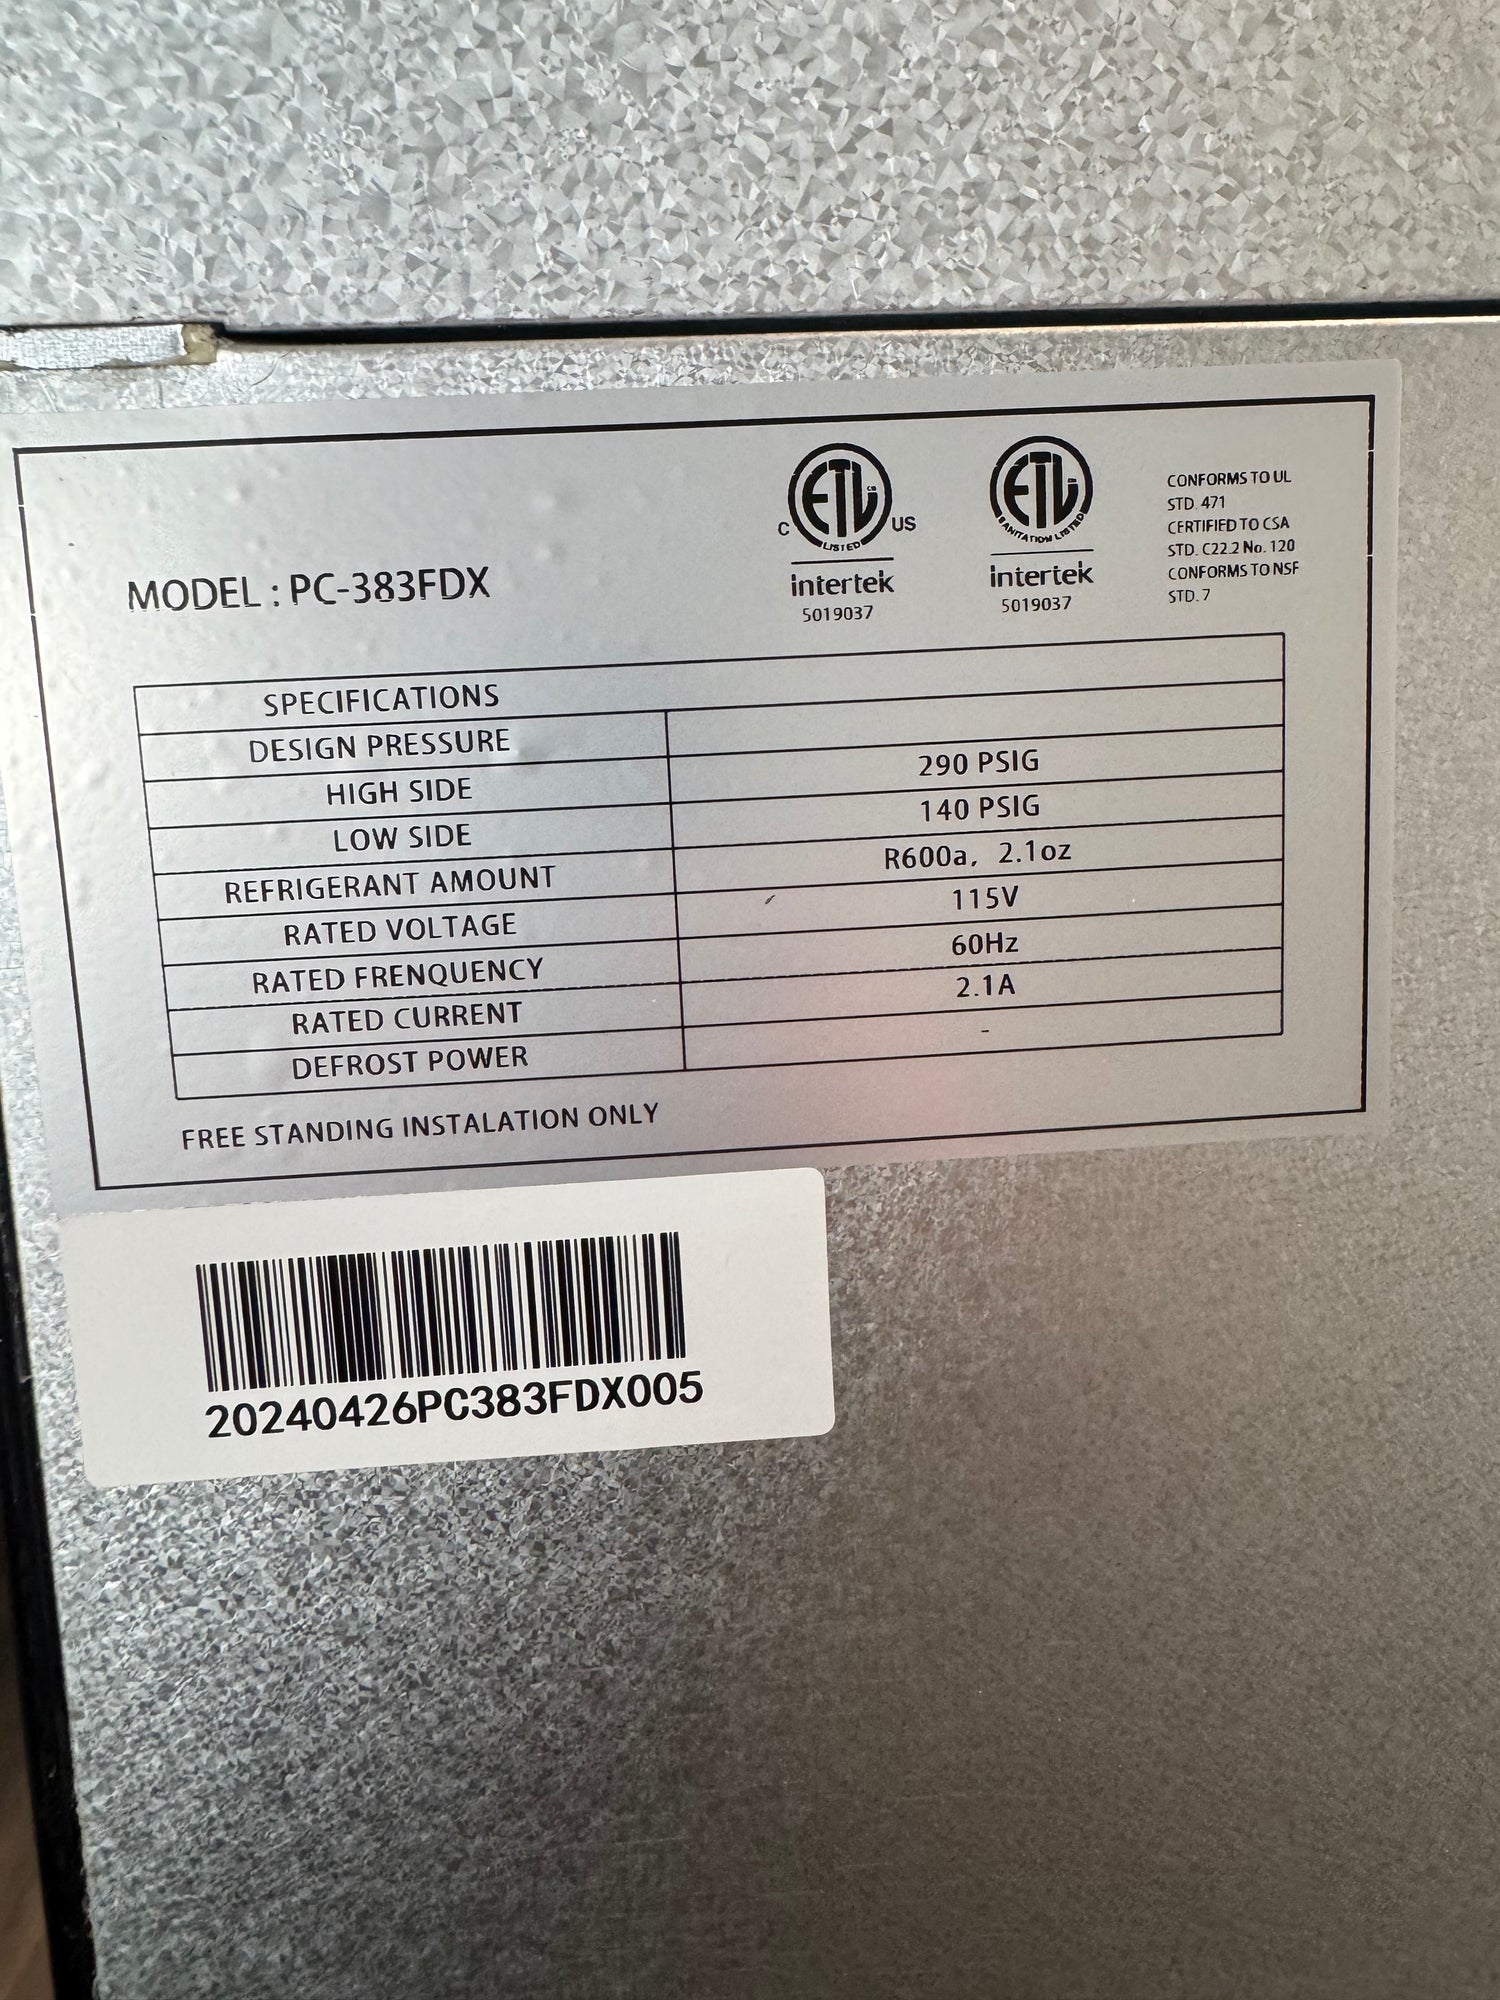 C ETL CB US
LISTED
intertek
5019037
ETL
SANITATION LISTED
intertek
5019037
CONFORMS TO UL
STD. 471
CERTIFIED TO CSA
STD. C22.2 No. 120
CONFORMS TO NSF
STD. 7
MODEL : PC-383FDX
SPECIFICATIONS
DESIGN PRESSURE
HIGH SIDE 290 PSIG
LOW SIDE 140 PSIG
REFRIGERANT AMOUNT R600a, 2.1oz
RATED VOLTAGE 115V
RATED FRENQUENCY 60Hz
RATED CURRENT 2.1A
DEFROST POWER -
FREE STANDING INSTALATION ONLY
20240426PC383FDX005